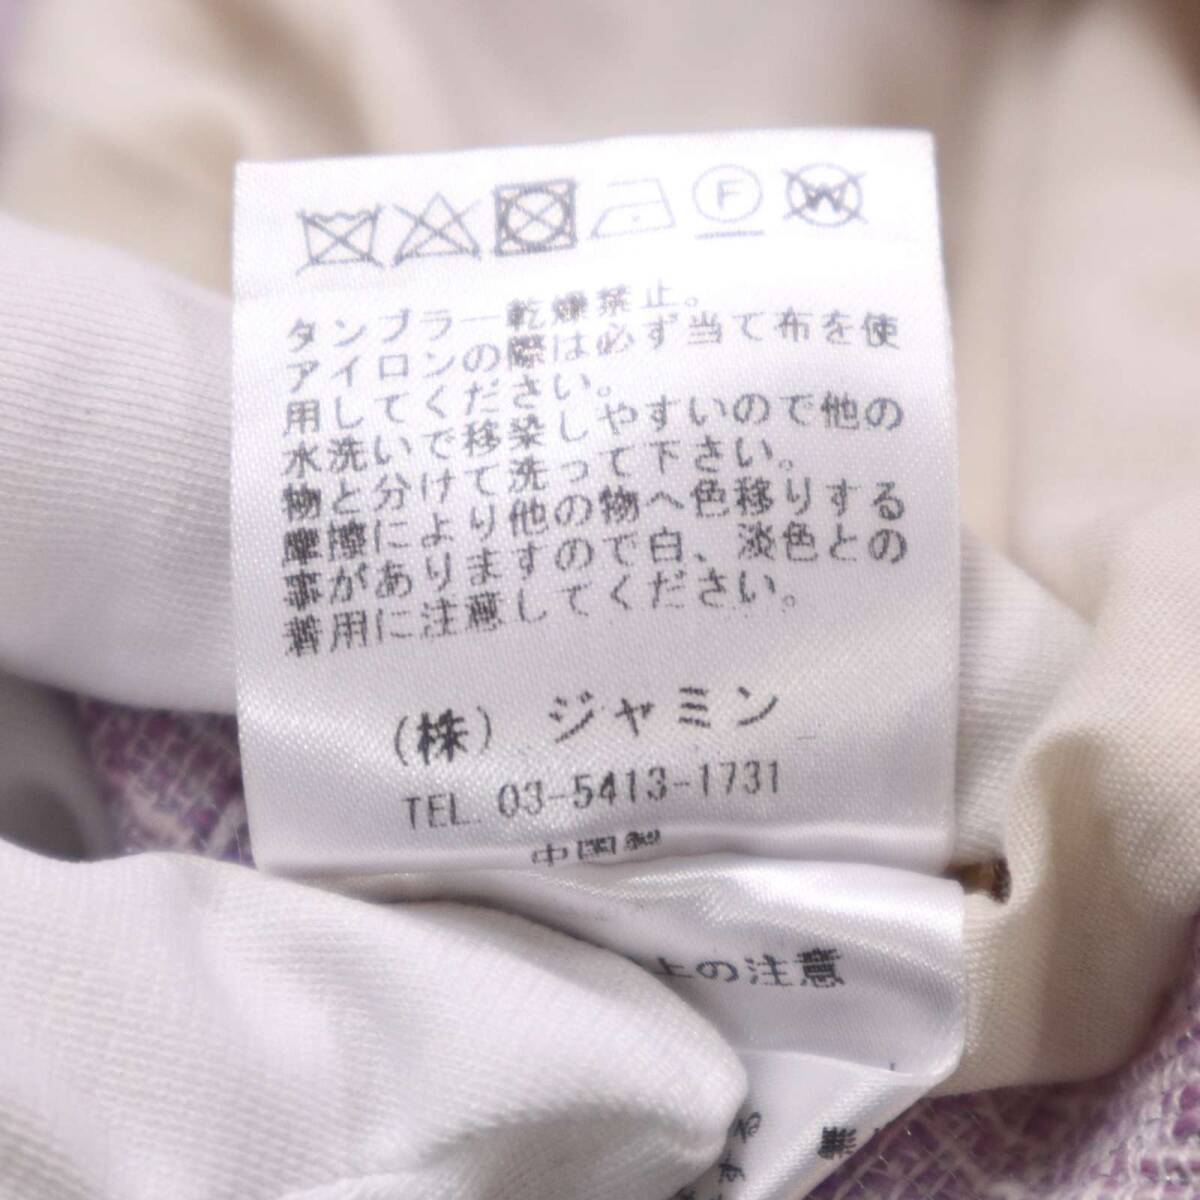 F
W
タンブラー乾燥禁止。
アイロンの際は必ず当て布を使
用してください。
水洗いで移染しやすいので他の
物と分けて洗って下さい。
摩擦により他の物へ色移りする
事がありますので白、淡色との
着用に注意してください。
(株) ジャミン
TEL. 03-5413-1731
中国製
上の注意